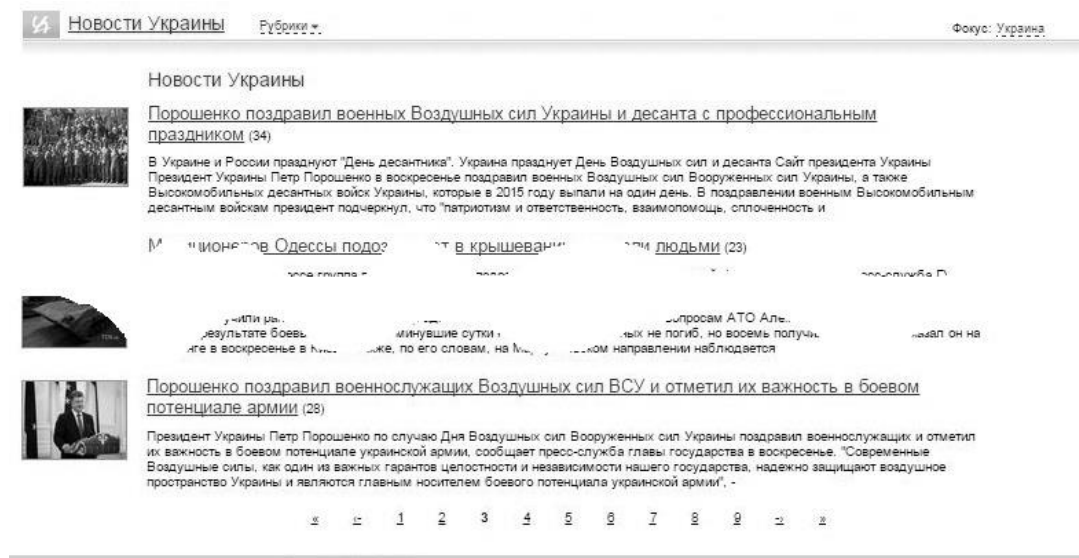 Новости Украины Рубрики Фокус: Украина
Новости Украины
Порошенко поздравил военных Воздушных сил Украины и десанта с профессиональным
праздником (34)
В Украине и России празднуют "День десантника". Украина празднует День Воздушных сил и десанта Сайт президента Украины
Президент Украины Петр Порошенко в воскресенье поздравил военных Воздушных сил Вооруженных сил Украины, а также
Высокомобильных десантных войск Украины, которые в 2015 году выпали на один день. В поздравлении военным Высокомобильным
десантным войскам президент подчеркнул, что "патриотизм и ответственность, взаимопомощь, сплоченность и
Одессы в людьми (23)
группа
АТО
минувшие сутки не погиб, но восемь он на
в воскресенье в по его словам, на направлении наблюдается
Порошенко поздравил военнослужащих Воздушных сил ВСУ и отметил их важность в боевом
потенциале армии (28)
Президент Украины Петр Порошенко по случаю Дня Воздушных сил Вооруженных сил Украины поздравил военнослужащих и отметил
их важность в боевом потенциале украинской армии, сообщает пресс-служба главы государства в воскресенье. "Современные
Воздушные силы, как один из важных гарантов целостности и независимости нашего государства, надежно защищают воздушное
пространство Украины и являются главным носителем боевого потенциала украинской армии", -
« ← 1 2 3 4 5 6 7 8 9 → »